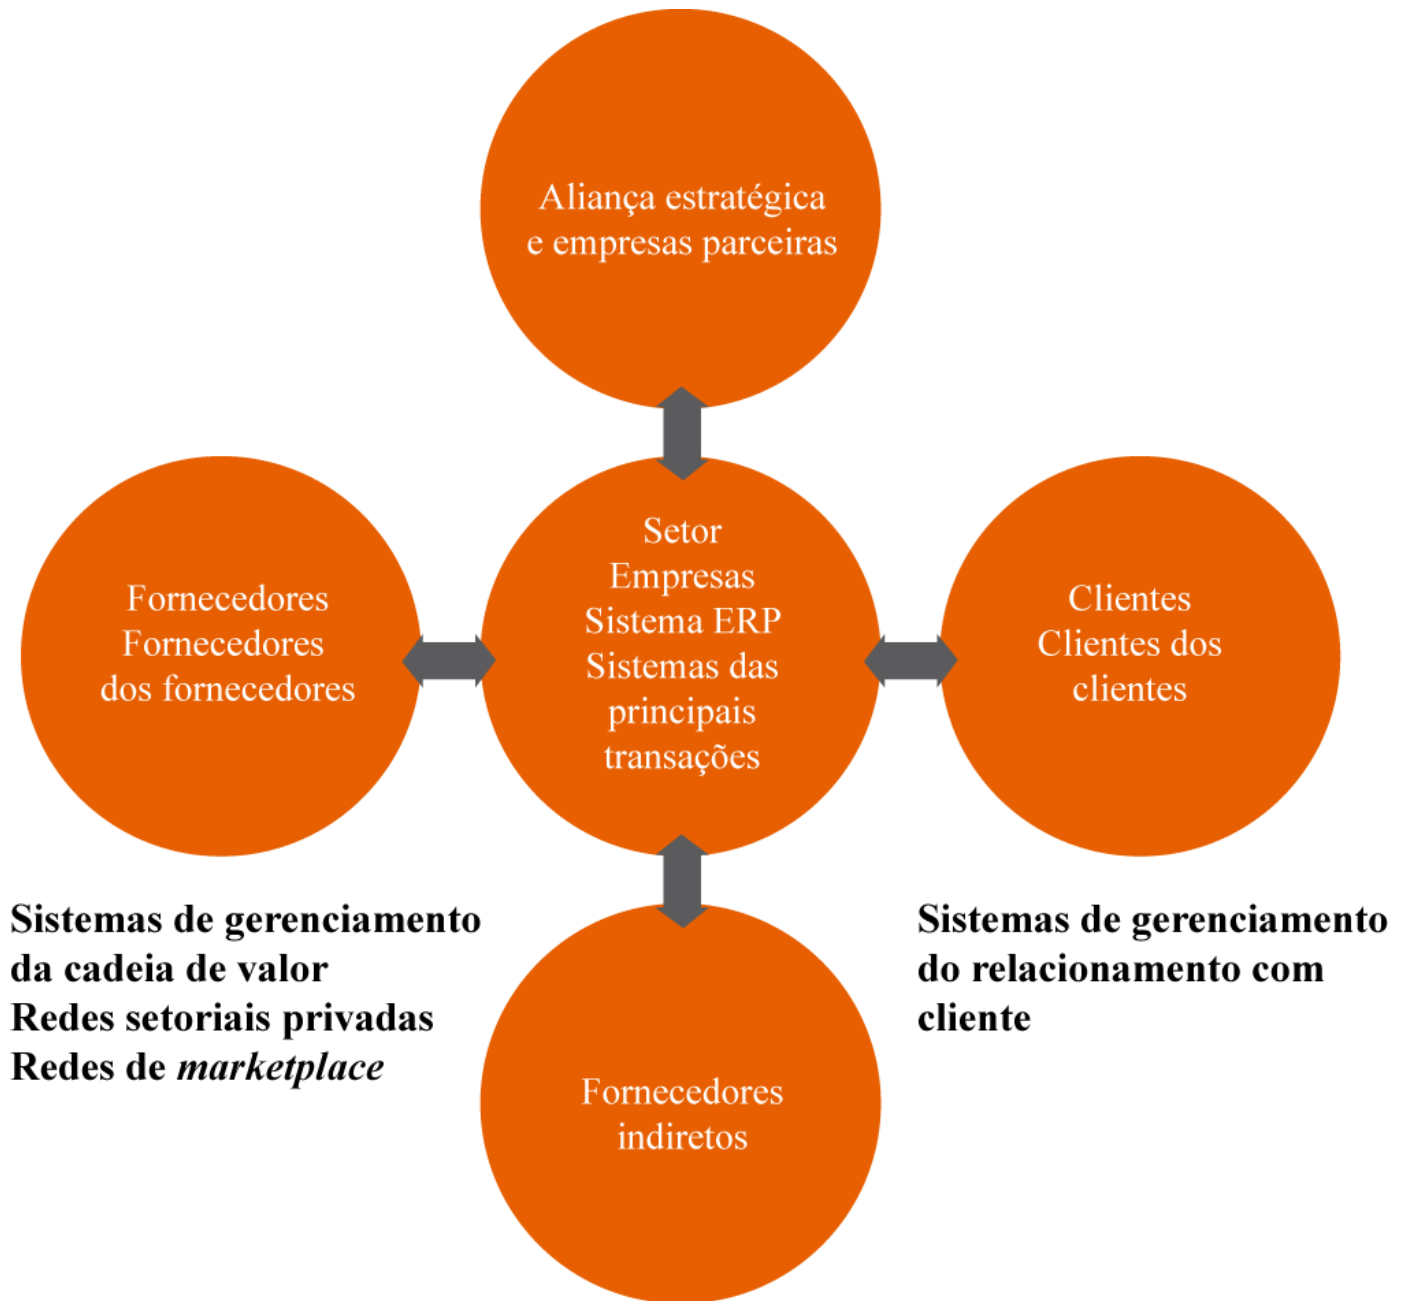 Aliança estratégica
e empresas parceiras
Fornecedores
Fornecedores
dos fornecedores
Setor
Empresas
Sistema ERP
Sistemas das
principais
transações
Clientes
Clientes dos
clientes
Sistemas de gerenciamento
da cadeia de valor
Redes setoriais privadas
Redes de marketplace
Sistemas de gerenciamento
do relacionamento com
cliente
Fornecedores
indiretos